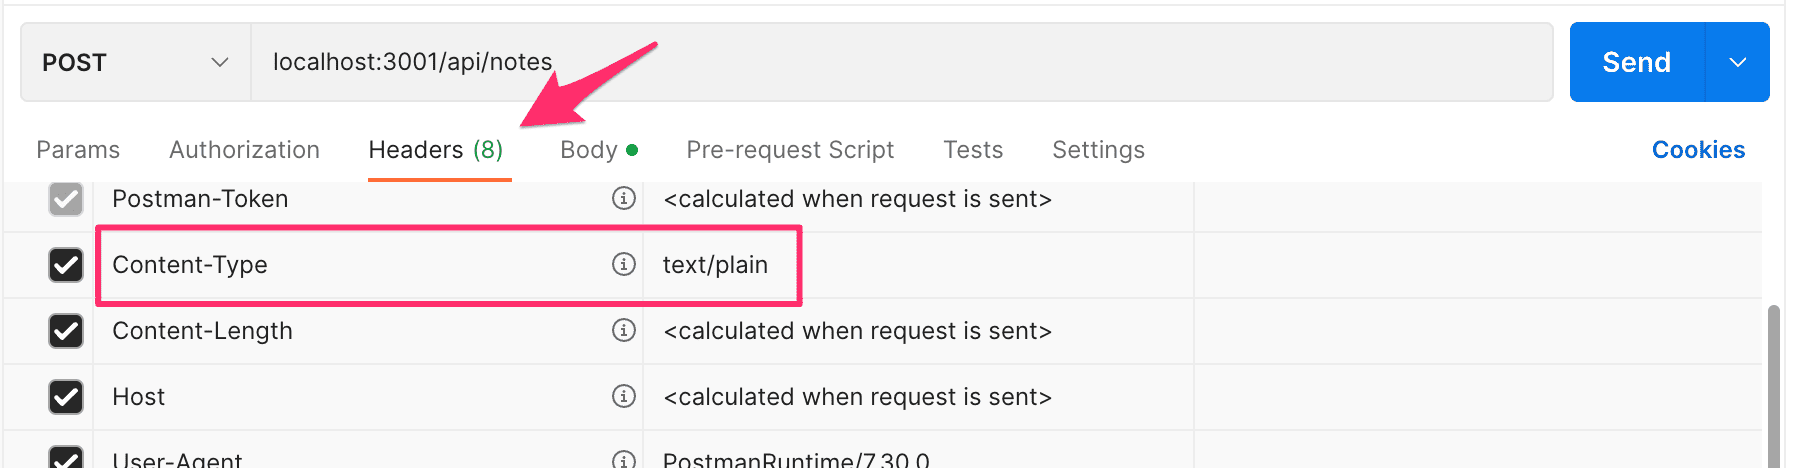 POST localhost:3001/api/notes Send
Params Authorization Headers (8) Body Pre-request Script Tests Settings Cookies
Postman-Token <calculated when request is sent>
Content-Type text/plain
Content-Length <calculated when request is sent>
Host <calculated when request is sent>
User-Agent PostmanRuntime/7.30.0